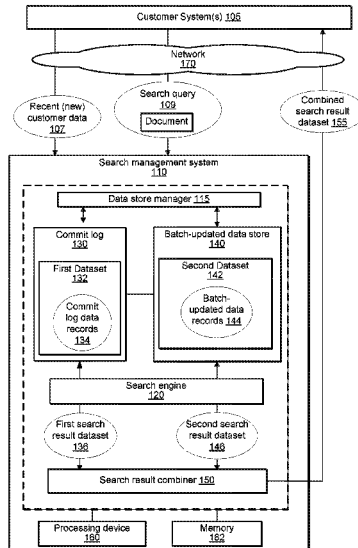 Customer System(s) 105
Network
170
Recent (new)
customer data
107
Search query
109
Document
Combined
search result
dataset 155
Search management system
110
Data store manager 115
Commit log
130
First Dataset
132
Commit
log data
records
134
Batch-updated data store
140
Second Dataset
142
Batch-
updated data
records 144
Search engine
120
First search
result dataset
136
Second search
result dataset
146
Search result combiner 150
Processing device
160
Memory
162